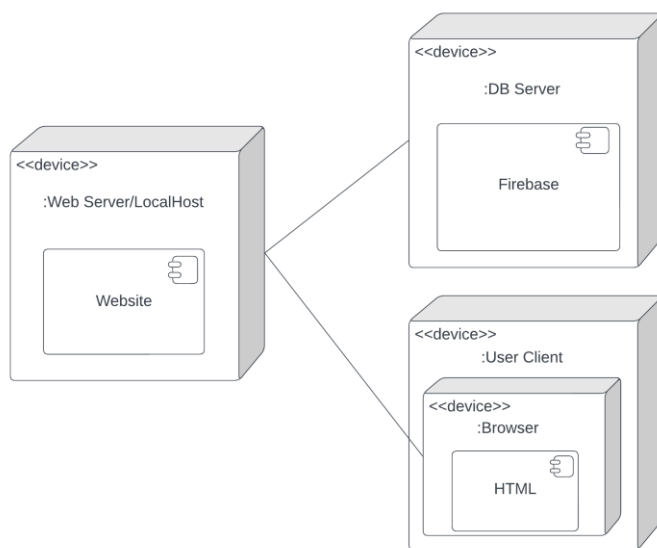 <<device>>
:Web Server/LocalHost
Website
<<device>>
:DB Server
Firebase
<<device>>
:User Client
<<device>>
:Browser
HTML